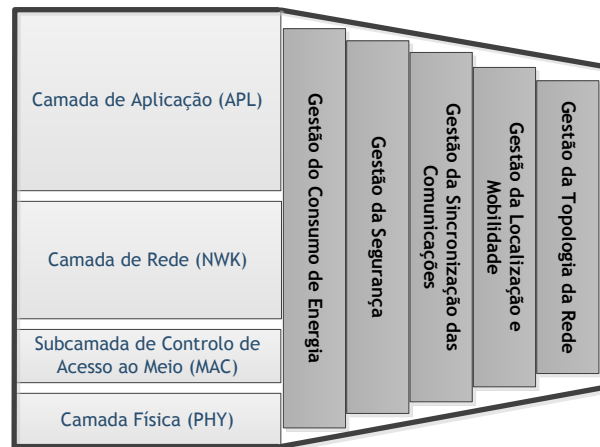 Camada de Aplicação (APL)
Camada de Rede (NWK)
Subcamada de Controlo de
Acesso ao Meio (MAC)
Camada Física (PHY)
Gestão do Consumo de Energia
Gestão da Segurança
Gestão da Sincronização das
Comunicações
Gestão da Localização e
Mobilidade
Gestão da Topologia da Rede